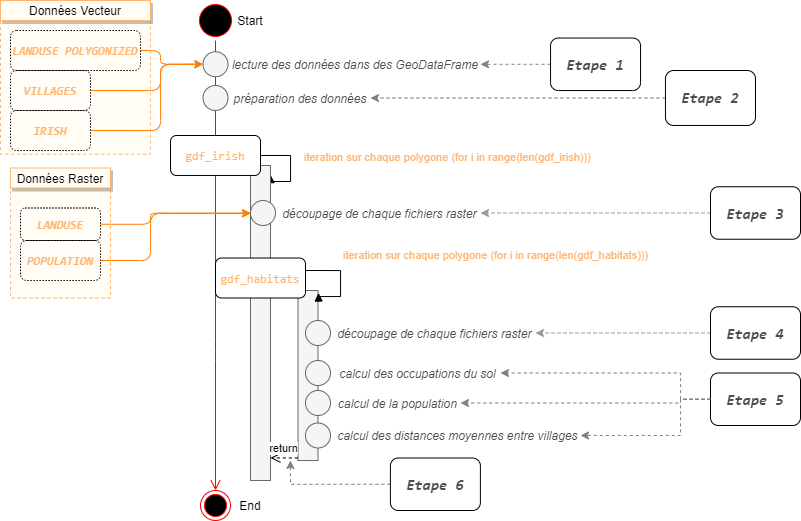 Données Vecteur
Start
LANDUSE POLYGONIZED
VILLAGES
IRISH
lecture des données dans des GeoDataFrame
Etape 1
préparation des données
Etape 2
gdf_irish
iteration sur chaque polygone (for i in range(len(gdf_irish)))
Données Raster
LANDUSE
POPULATION
découpage de chaque fichiers raster
Etape 3
iteration sur chaque polygone (for i in range(len(gdf_habitats)))
gdf_habitats
découpage de chaque fichiers raster
Etape 4
calcul des occupations du sol
calcul de la population
Etape 5
calcul des distances moyennes entre villages
return
Etape 6
End